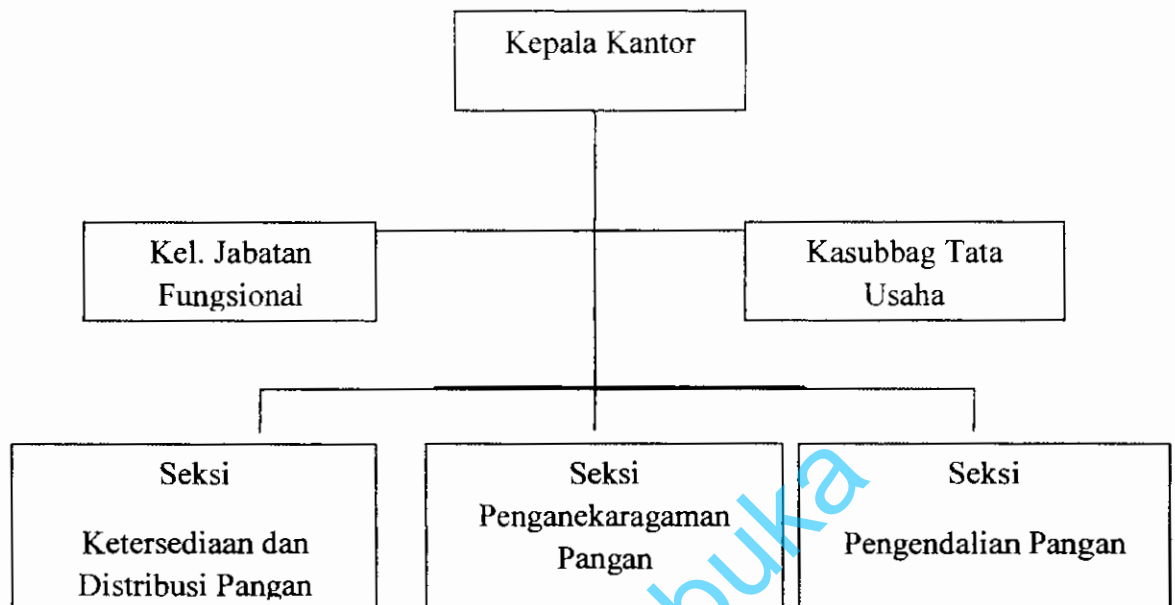 Kepala Kantor
Kel. Jabatan
Fungsional
Kasubbag Tata
Usaha
Seksi
Ketersediaan dan
Distribusi Pangan
Seksi
Penganekaragaman
Pangan
Seksi
Pengendalian Pangan
buka